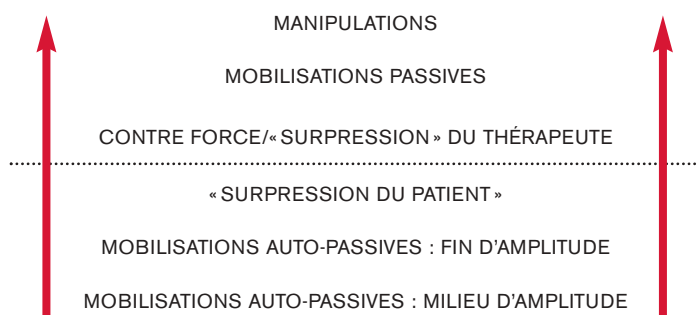 MANIPULATIONS
MOBILISATIONS PASSIVES
CONTRE FORCE/« SURPRESSION » DU THÉRAPEUTE
« SURPRESSION DU PATIENT »
MOBILISATIONS AUTO-PASSIVES : FIN D'AMPLITUDE
MOBILISATIONS AUTO-PASSIVES : MILIEU D'AMPLITUDE